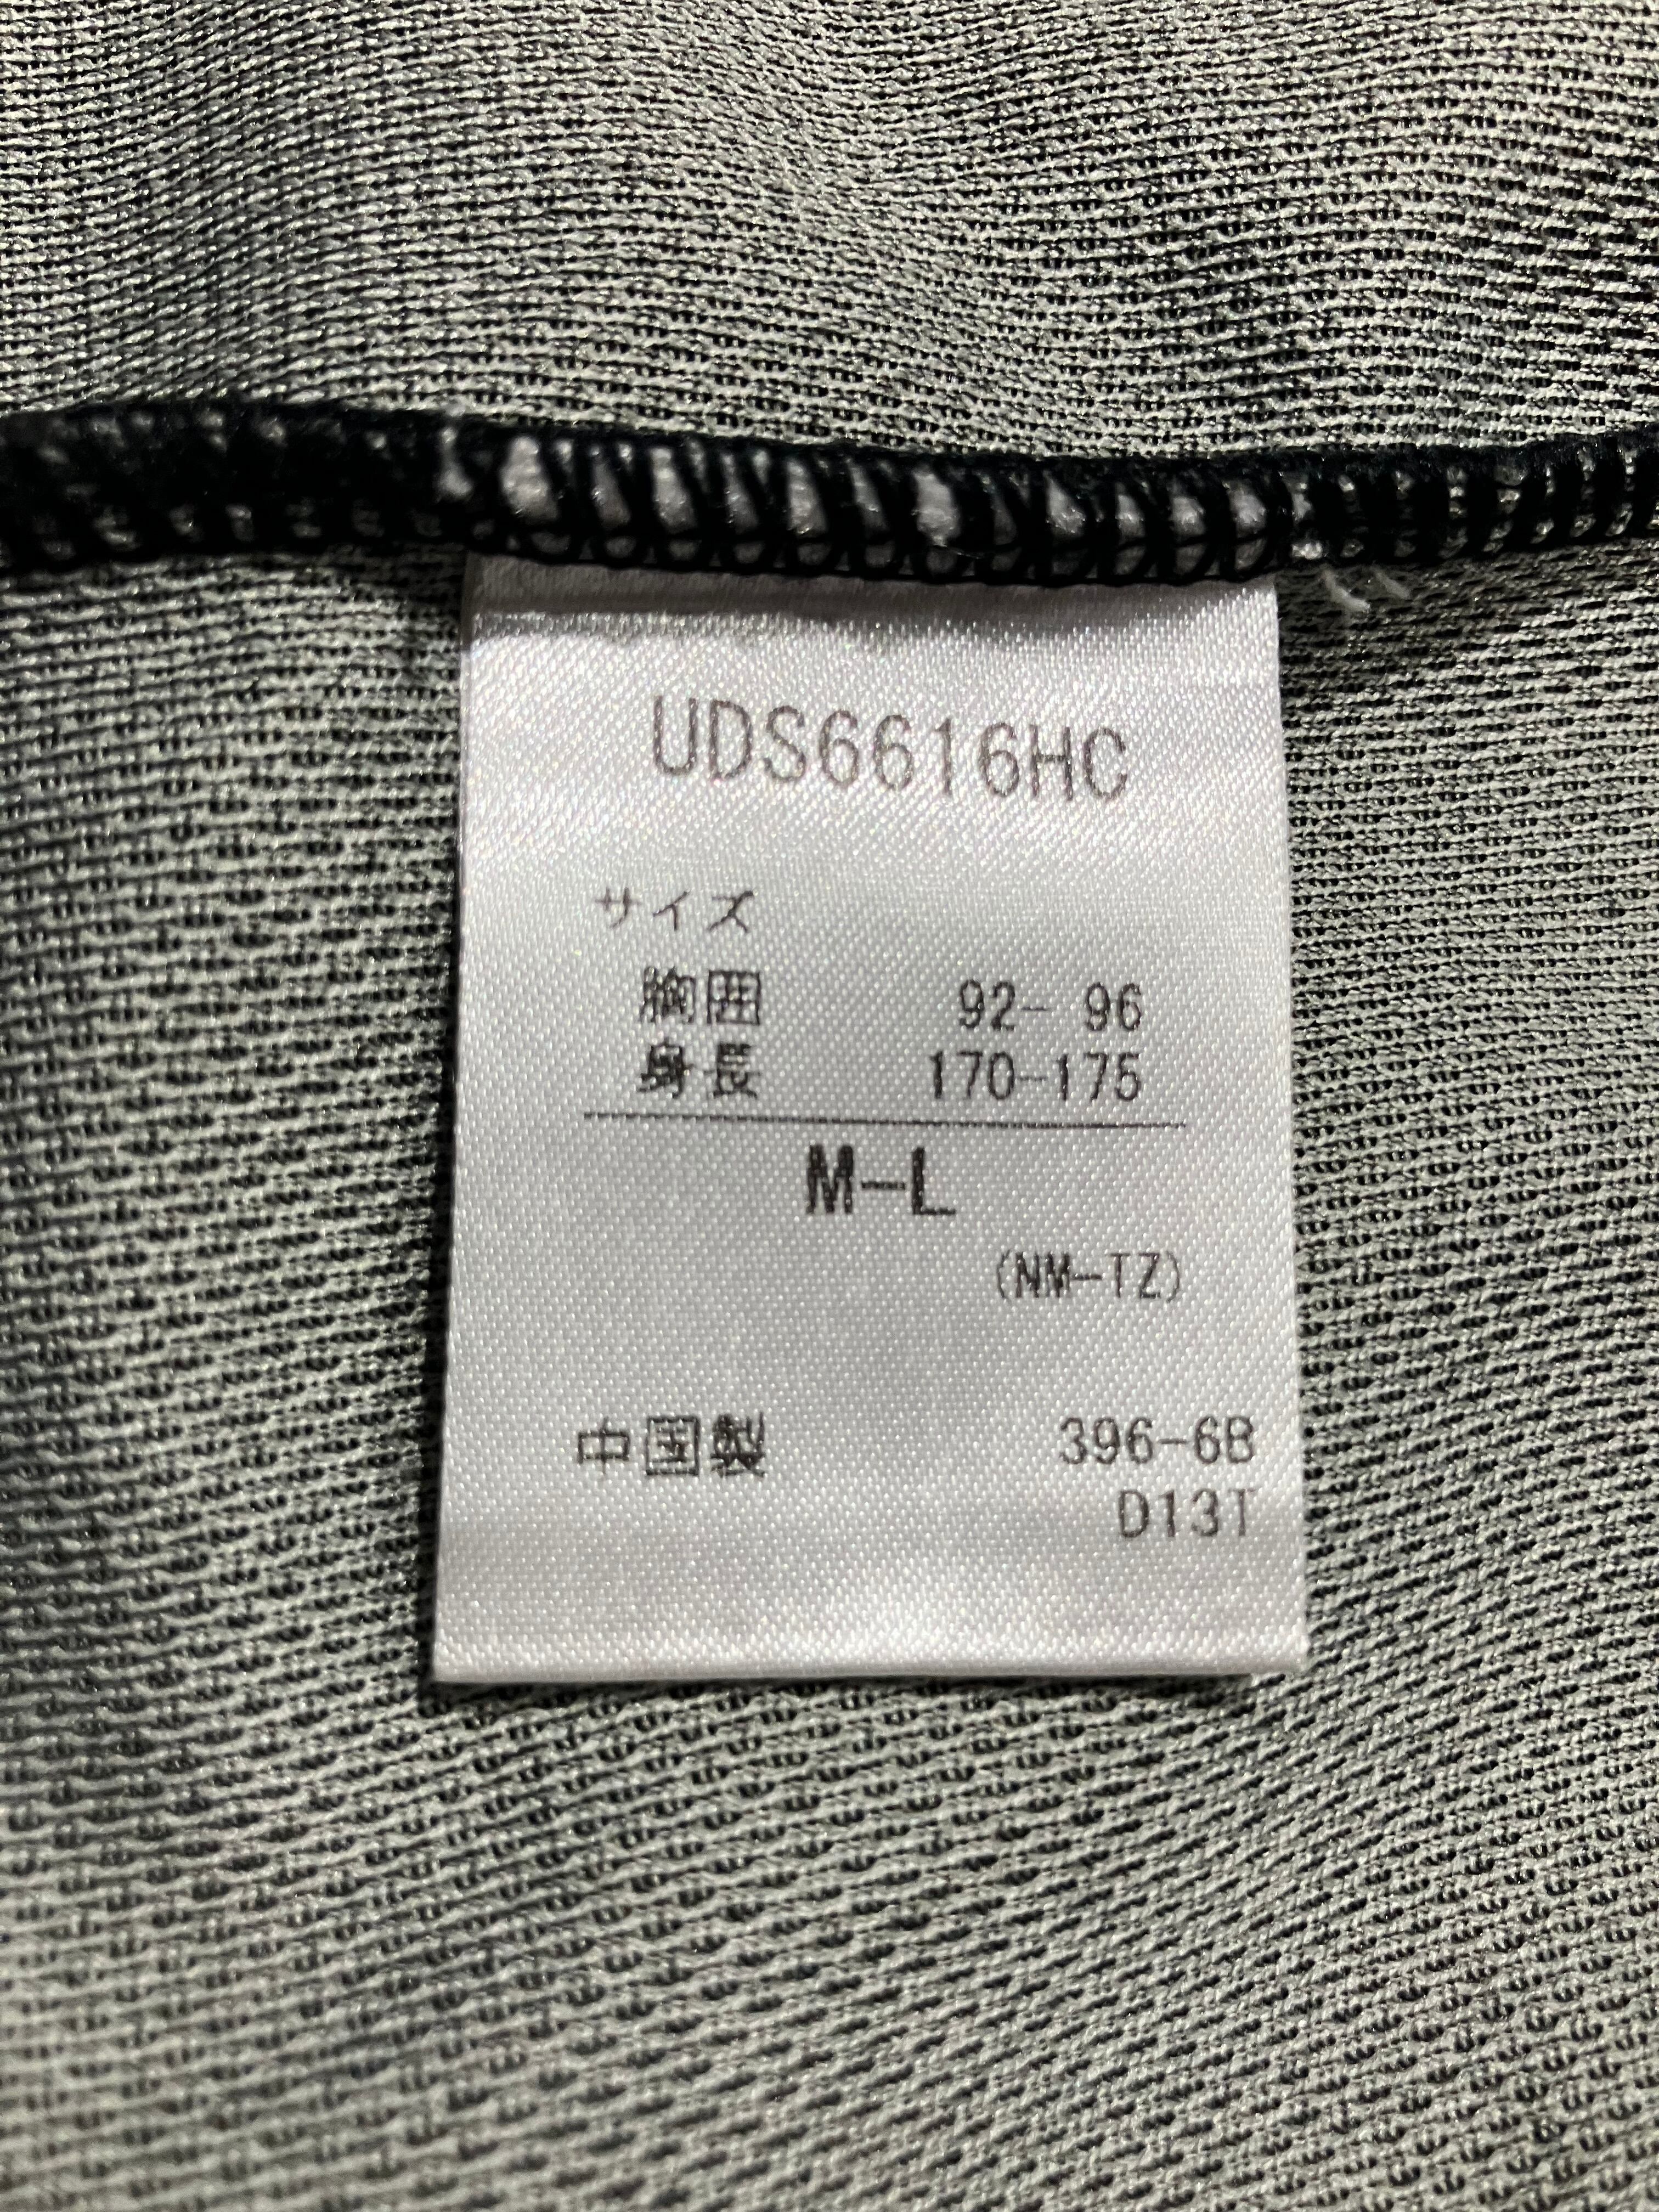 UDS6616HC
サイズ
胸囲 92- 96
身長 170-175
M-L
(NM-TZ)
中国製 396-6B
D13T